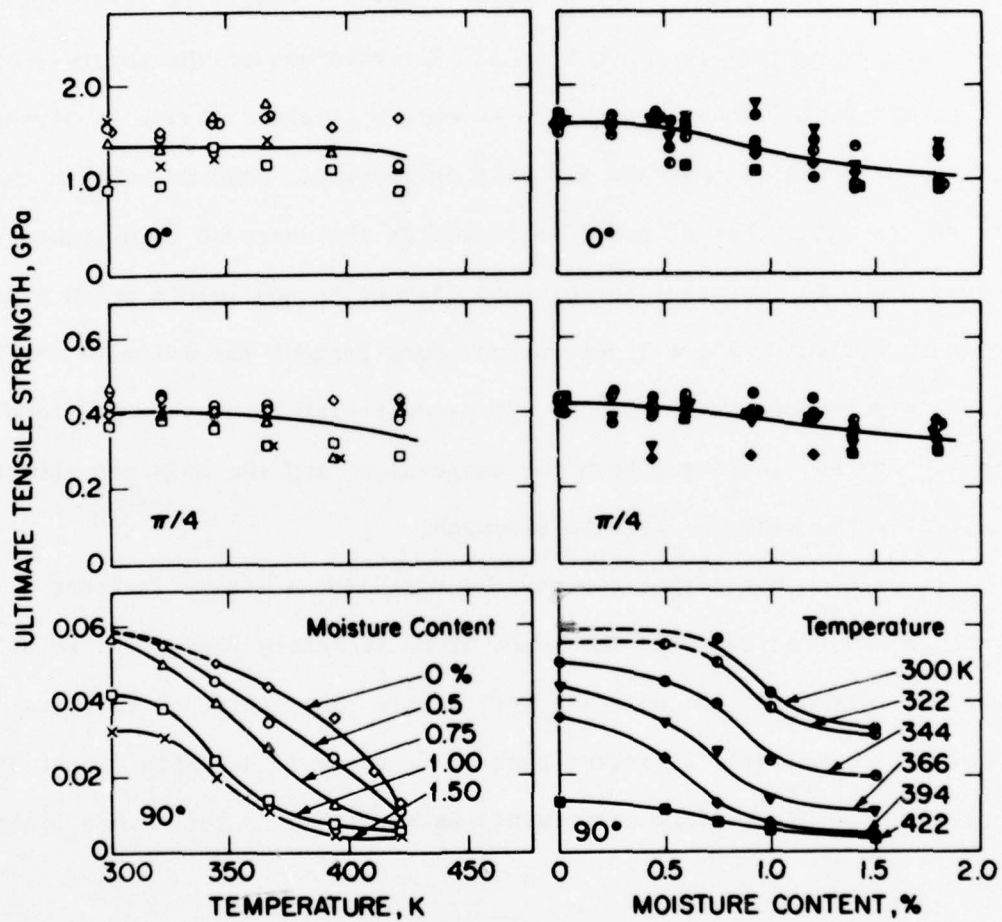 ULTIMATE TENSILE STRENGTH, GPa
2.0
1.0
0
0°
0°
0.6
0.4
0.2
0
π/4
π/4
0.06
0.04
0.02
0
Moisture Content
0 %
0.5
0.75
1.00
1.50
90°
300 350 400 450
TEMPERATURE, K
Temperature
300 K
322
344
366
394
422
90°
0 0.5 1.0 1.5 2.0
MOISTURE CONTENT, %